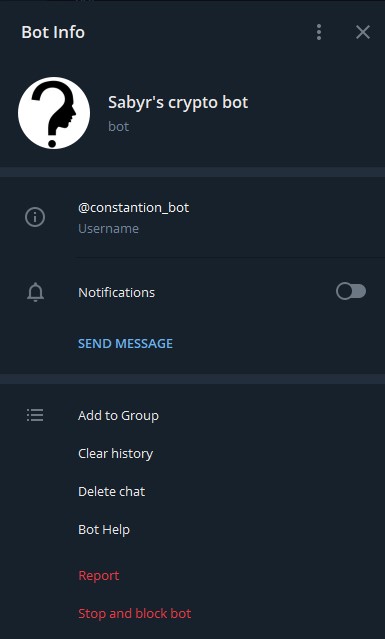 Bot Info
Sabyr's crypto bot
bot
@constantion_bot
Username
Notifications
SEND MESSAGE
Add to Group
Clear history
Delete chat
Bot Help
Report
Stop and block bot